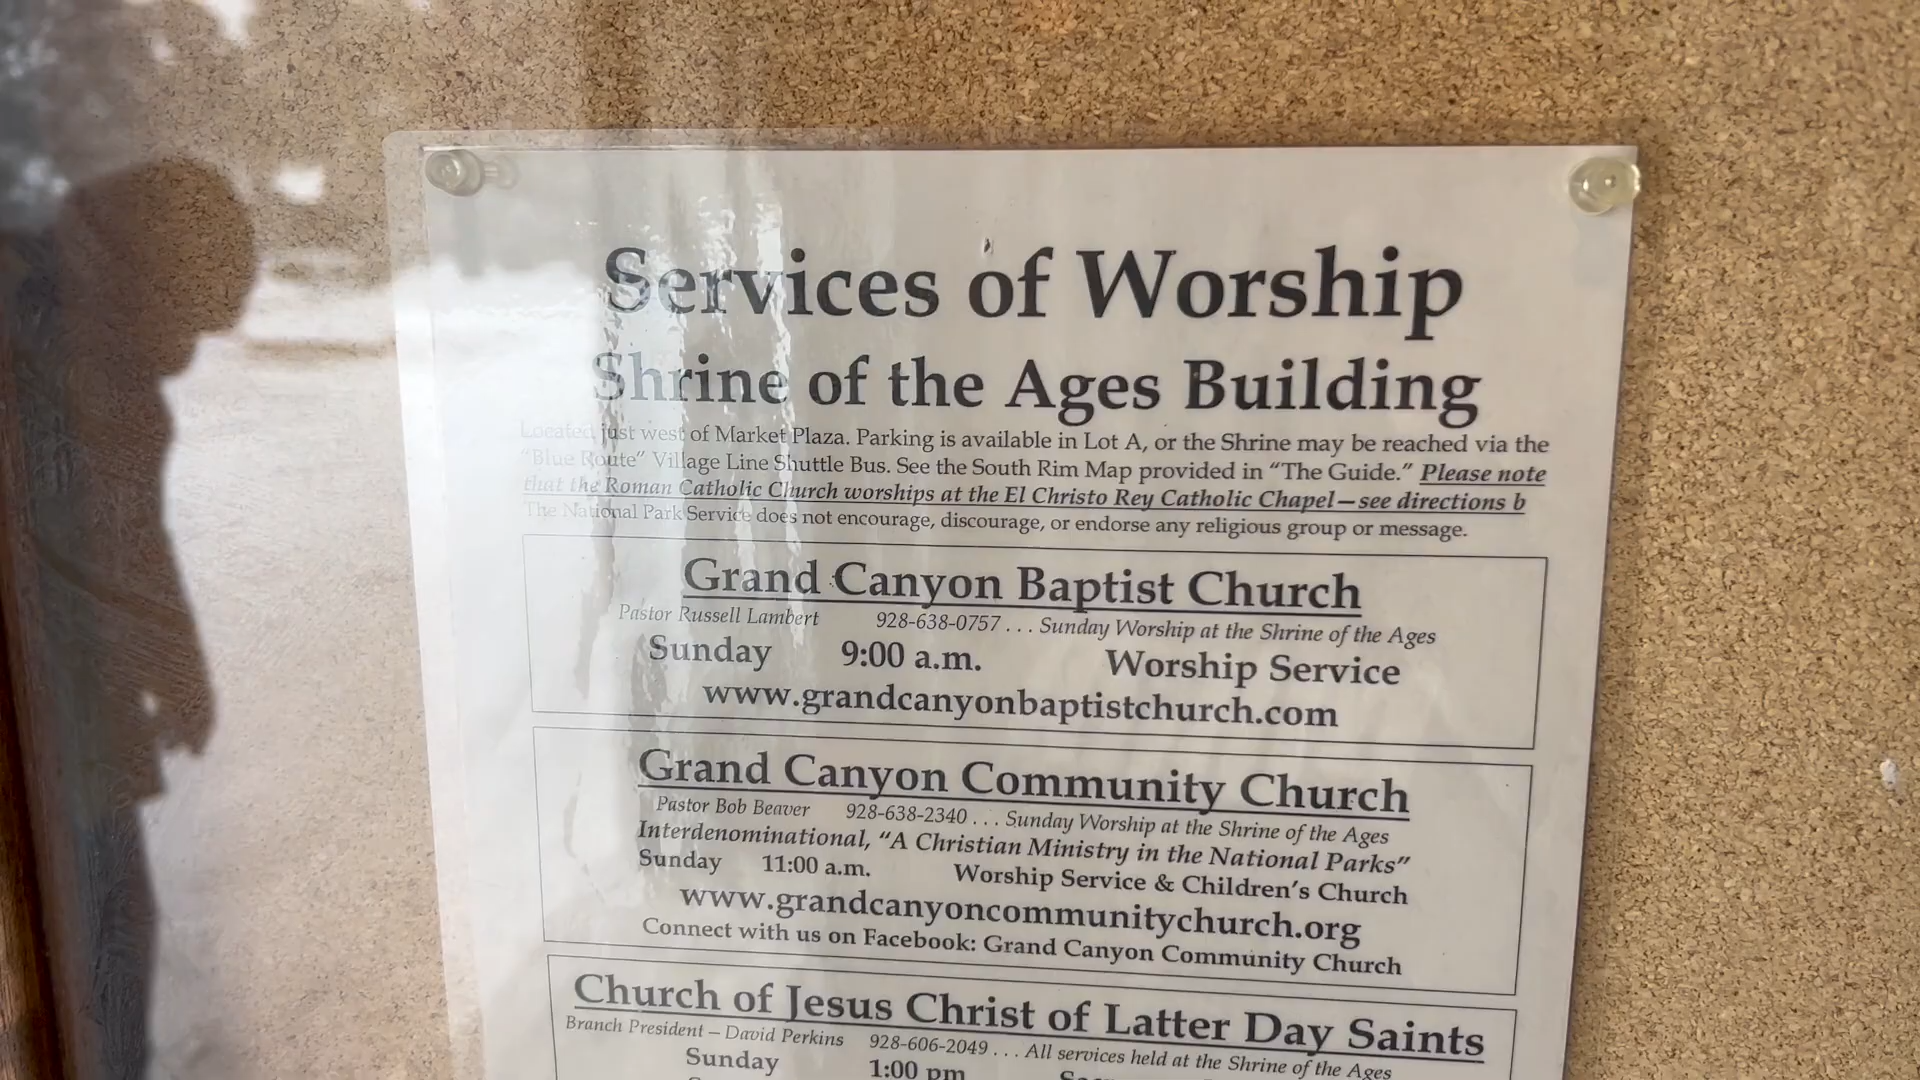 Services of Worship
Shrine of the Ages Building
Located just west of Market Plaza. Parking is available in Lot A, or the Shrine may be reached via the
“Blue Route” Village Line Shuttle Bus. See the South Rim Map provided in “The Guide.” Please note
that the Roman Catholic Church worships at the El Christo Rey Catholic Chapel—see directions b
The National Park Service does not encourage, discourage, or endorse any religious group or message.
Grand Canyon Baptist Church
Pastor Russell Lambert 928-638-0757 . . . Sunday Worship at the Shrine of the Ages
Sunday 9:00 a.m. Worship Service
www.grandcanyonbaptistchurch.com
Grand Canyon Community Church
Pastor Bob Beaver 928-638-2340 . . . Sunday Worship at the Shrine of the Ages
Interdenominational, “A Christian Ministry in the National Parks”
Sunday 11:00 a.m. Worship Service & Children’s Church
www.grandcanyoncommunitychurch.org
Connect with us on Facebook: Grand Canyon Community Church
Church of Jesus Christ of Latter Day Saints
Branch President – David Perkins 928-606-2049 . . . All services held at the Shrine of the Ages
Sunday 1:00 pm